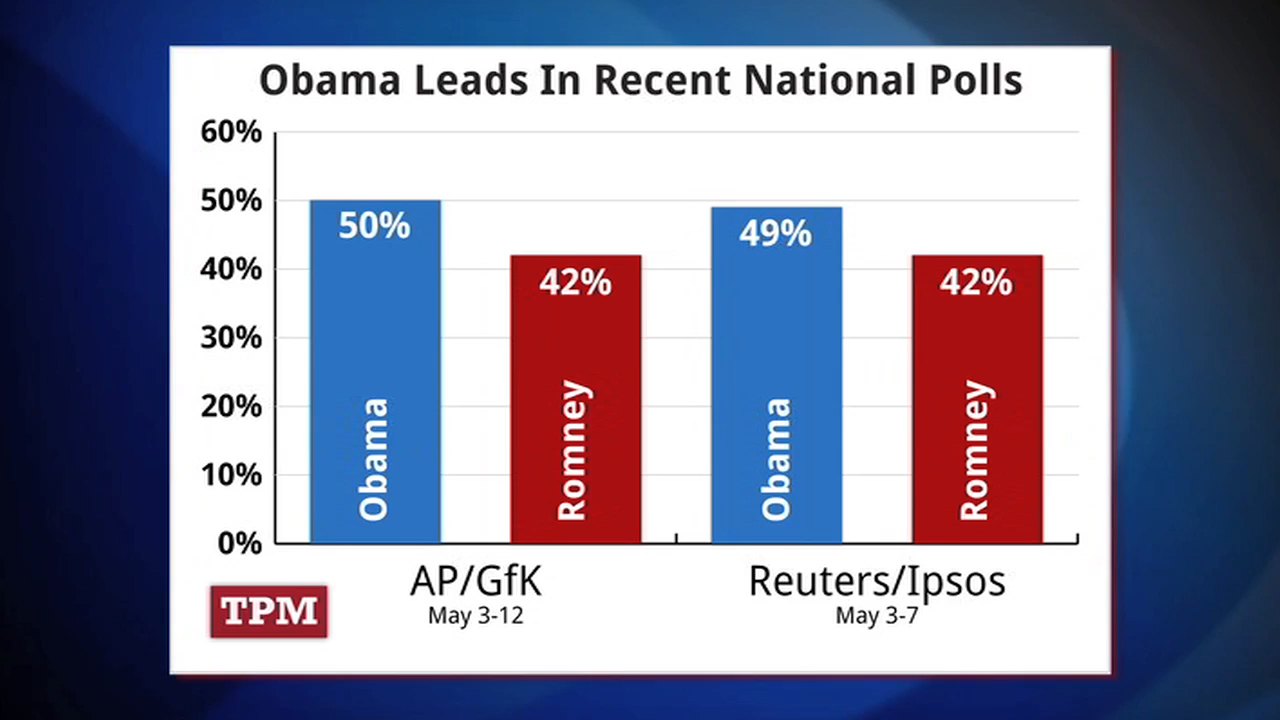 Obama Leads In Recent National Polls
60%
50%
40%
30%
20%
10%
0%
50%
Obama
42%
Romney
49%
Obama
42%
Romney
AP/GfK
May 3-12
Reuters/Ipsos
May 3-7
TPM